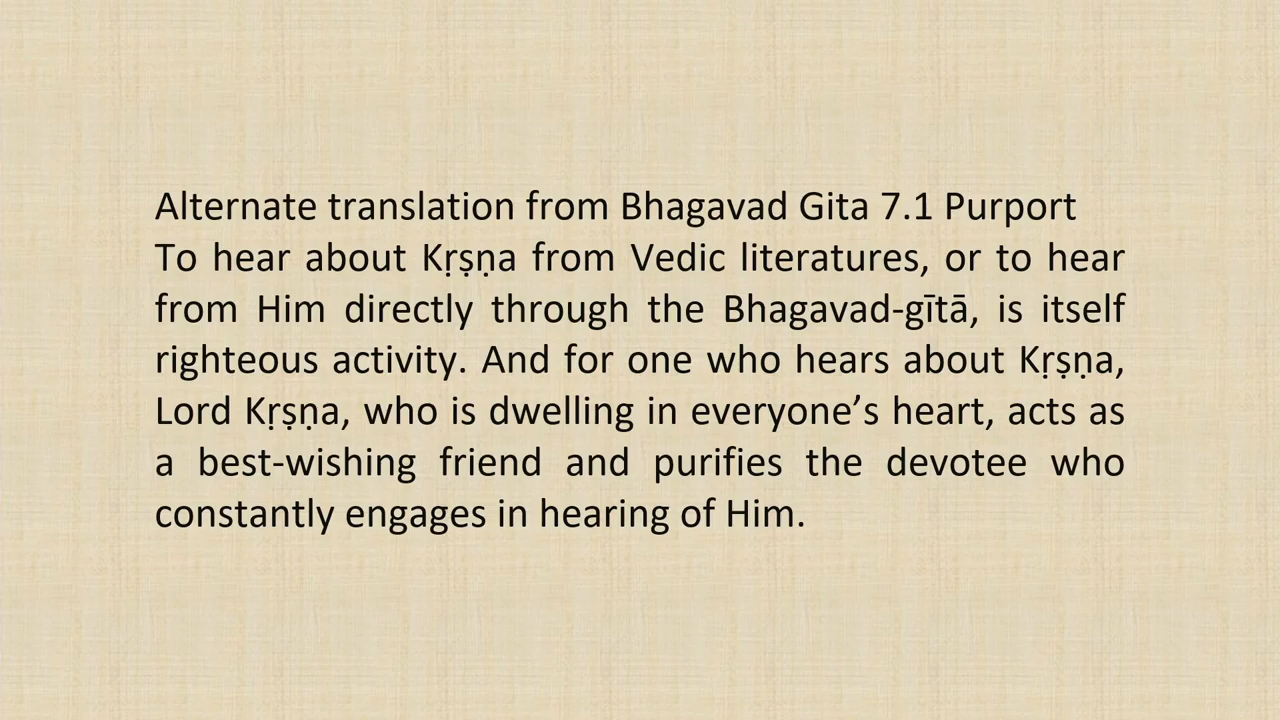 Alternate translation from Bhagavad Gita 7.1 Purport
To hear about Kṛṣṇa from Vedic literatures, or to hear
from Him directly through the Bhagavad-gītā, is itself
righteous activity. And for one who hears about Kṛṣṇa,
Lord Kṛṣṇa, who is dwelling in everyone’s heart, acts as
a best-wishing friend and purifies the devotee who
constantly engages in hearing of Him.